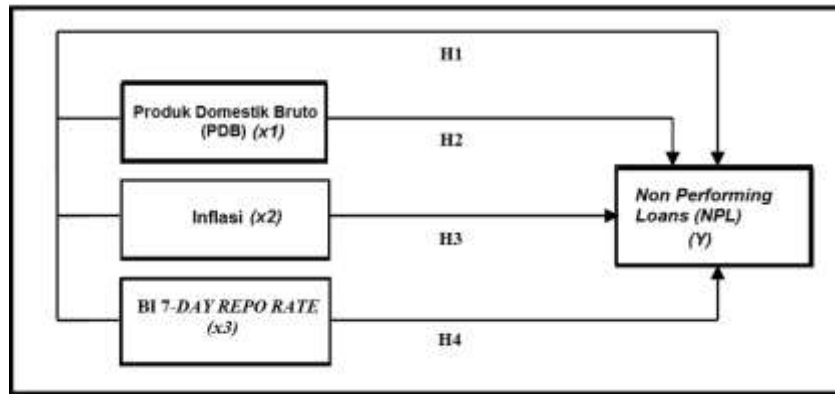 H1
Produk Domestik Bruto
(PDB) (x1)
H2
Inflasi (x2)
H3
Non Performing
Loans (NPL)
(Y)
BI 7-DAY REPO RATE
(x3)
H4